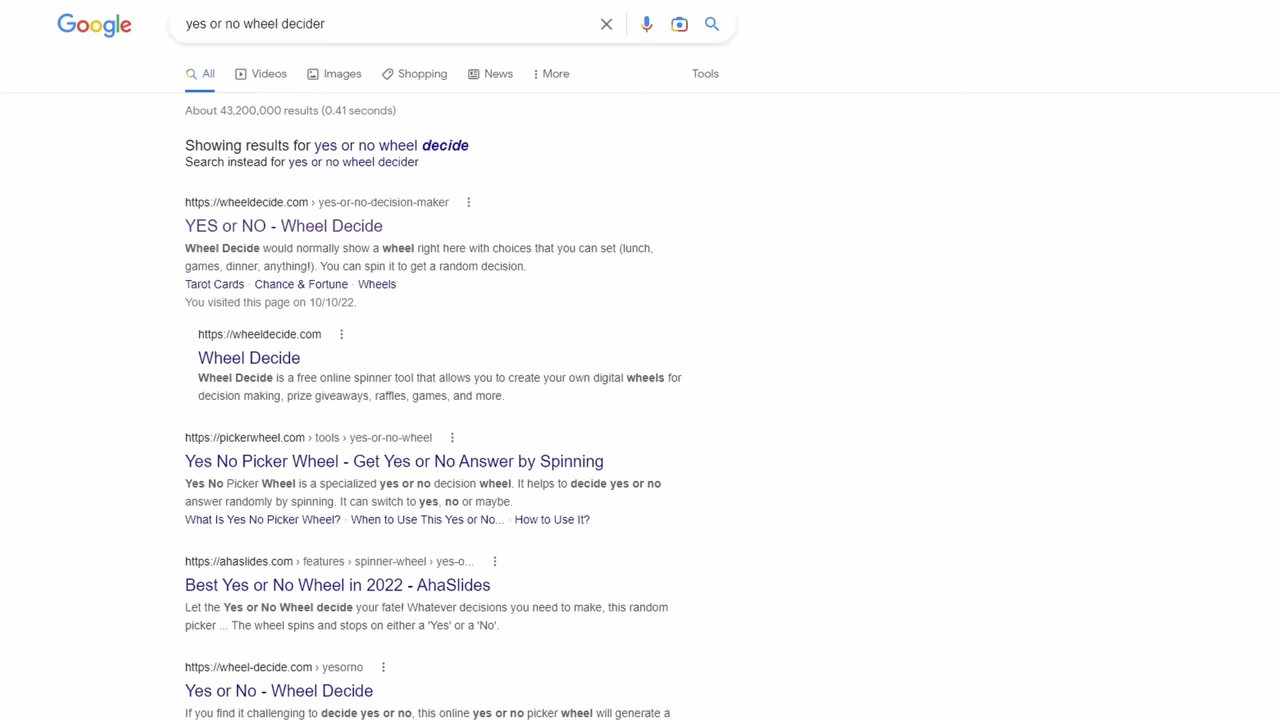 Google
yes or no wheel decider
All Videos Images Shopping News More Tools
About 43,200,000 results (0.41 seconds)
Showing results for yes or no wheel decide
Search instead for yes or no wheel decider
https://wheeldecide.com › yes-or-no-decision-maker
YES or NO - Wheel Decide
Wheel Decide would normally show a wheel right here with choices that you can set (lunch,
games, dinner, anything!). You can spin it to get a random decision.
Tarot Cards · Chance & Fortune · Wheels
You visited this page on 10/10/22.
https://wheeldecide.com
Wheel Decide
Wheel Decide is a free online spinner tool that allows you to create your own digital wheels for
decision making, prize giveaways, raffles, games, and more.
https://pickerwheel.com › tools › yes-or-no-wheel
Yes No Picker Wheel - Get Yes or No Answer by Spinning
Yes No Picker Wheel is a specialized yes or no decision wheel. It helps to decide yes or no
answer randomly by spinning. It can switch to yes, no or maybe.
What Is Yes No Picker Wheel? · When to Use This Yes or No... · How to Use It?
https://ahaslides.com › features › spinner-wheel › yes-o...
Best Yes or No Wheel in 2022 - AhaSlides
Let the Yes or No Wheel decide your fate! Whatever decisions you need to make, this random
picker ... The wheel spins and stops on either a 'Yes' or a 'No'.
https://wheel-decide.com › yesorno
Yes or No - Wheel Decide
If you find it challenging to decide yes or no, this online yes or no picker wheel will generate a